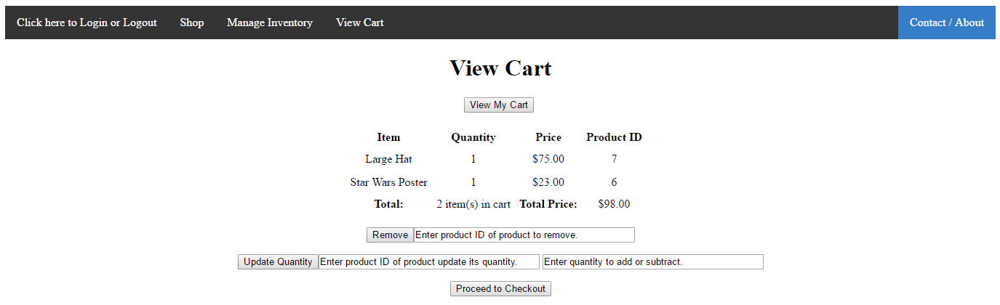 Click here to Login or Logout Shop Manage Inventory View Cart Contact / About
View Cart
View My Cart
Item Quantity Price Product ID
Large Hat 1 $75.00 7
Star Wars Poster 1 $23.00 6
Total: 2 item(s) in cart Total Price: $98.00
Remove Enter product ID of product to remove.
Update Quantity Enter product ID of product update its quantity. Enter quantity to add or subtract.
Proceed to Checkout